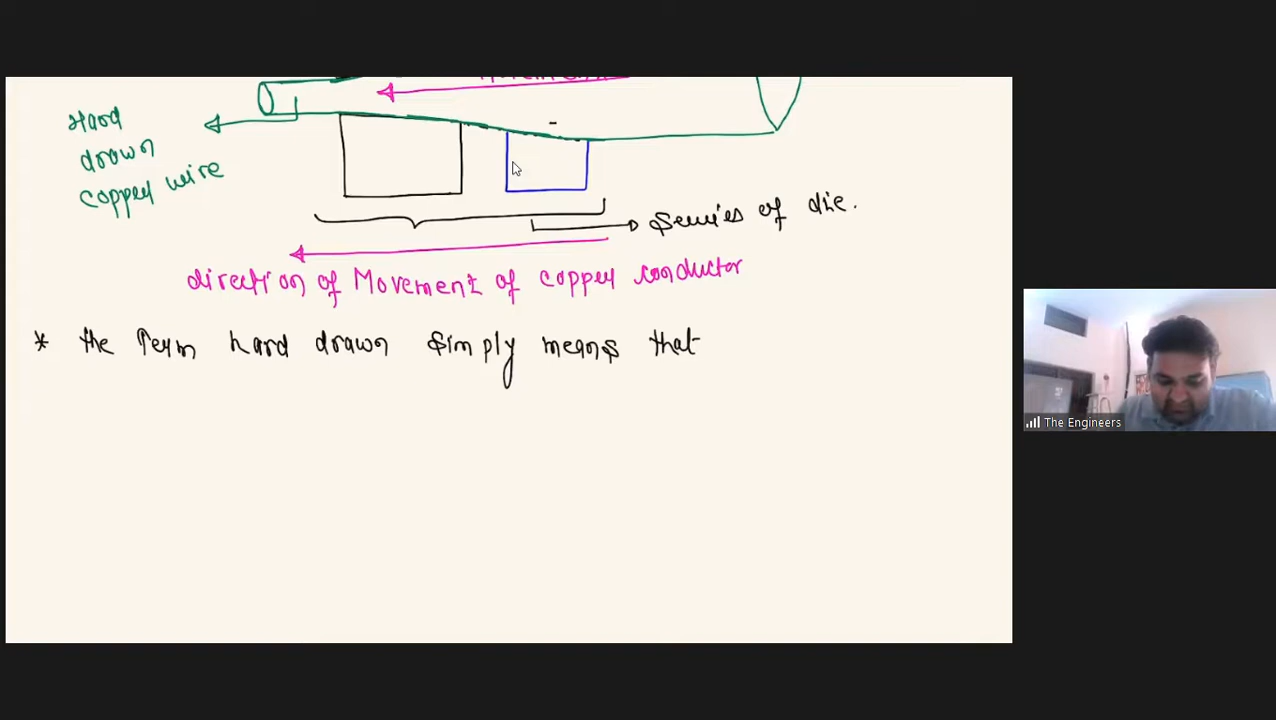 Hard
drawn
copper wire
Series of die.
direction of Movement of copper conductor
* the Term hard drawn simply means that
The Engineers